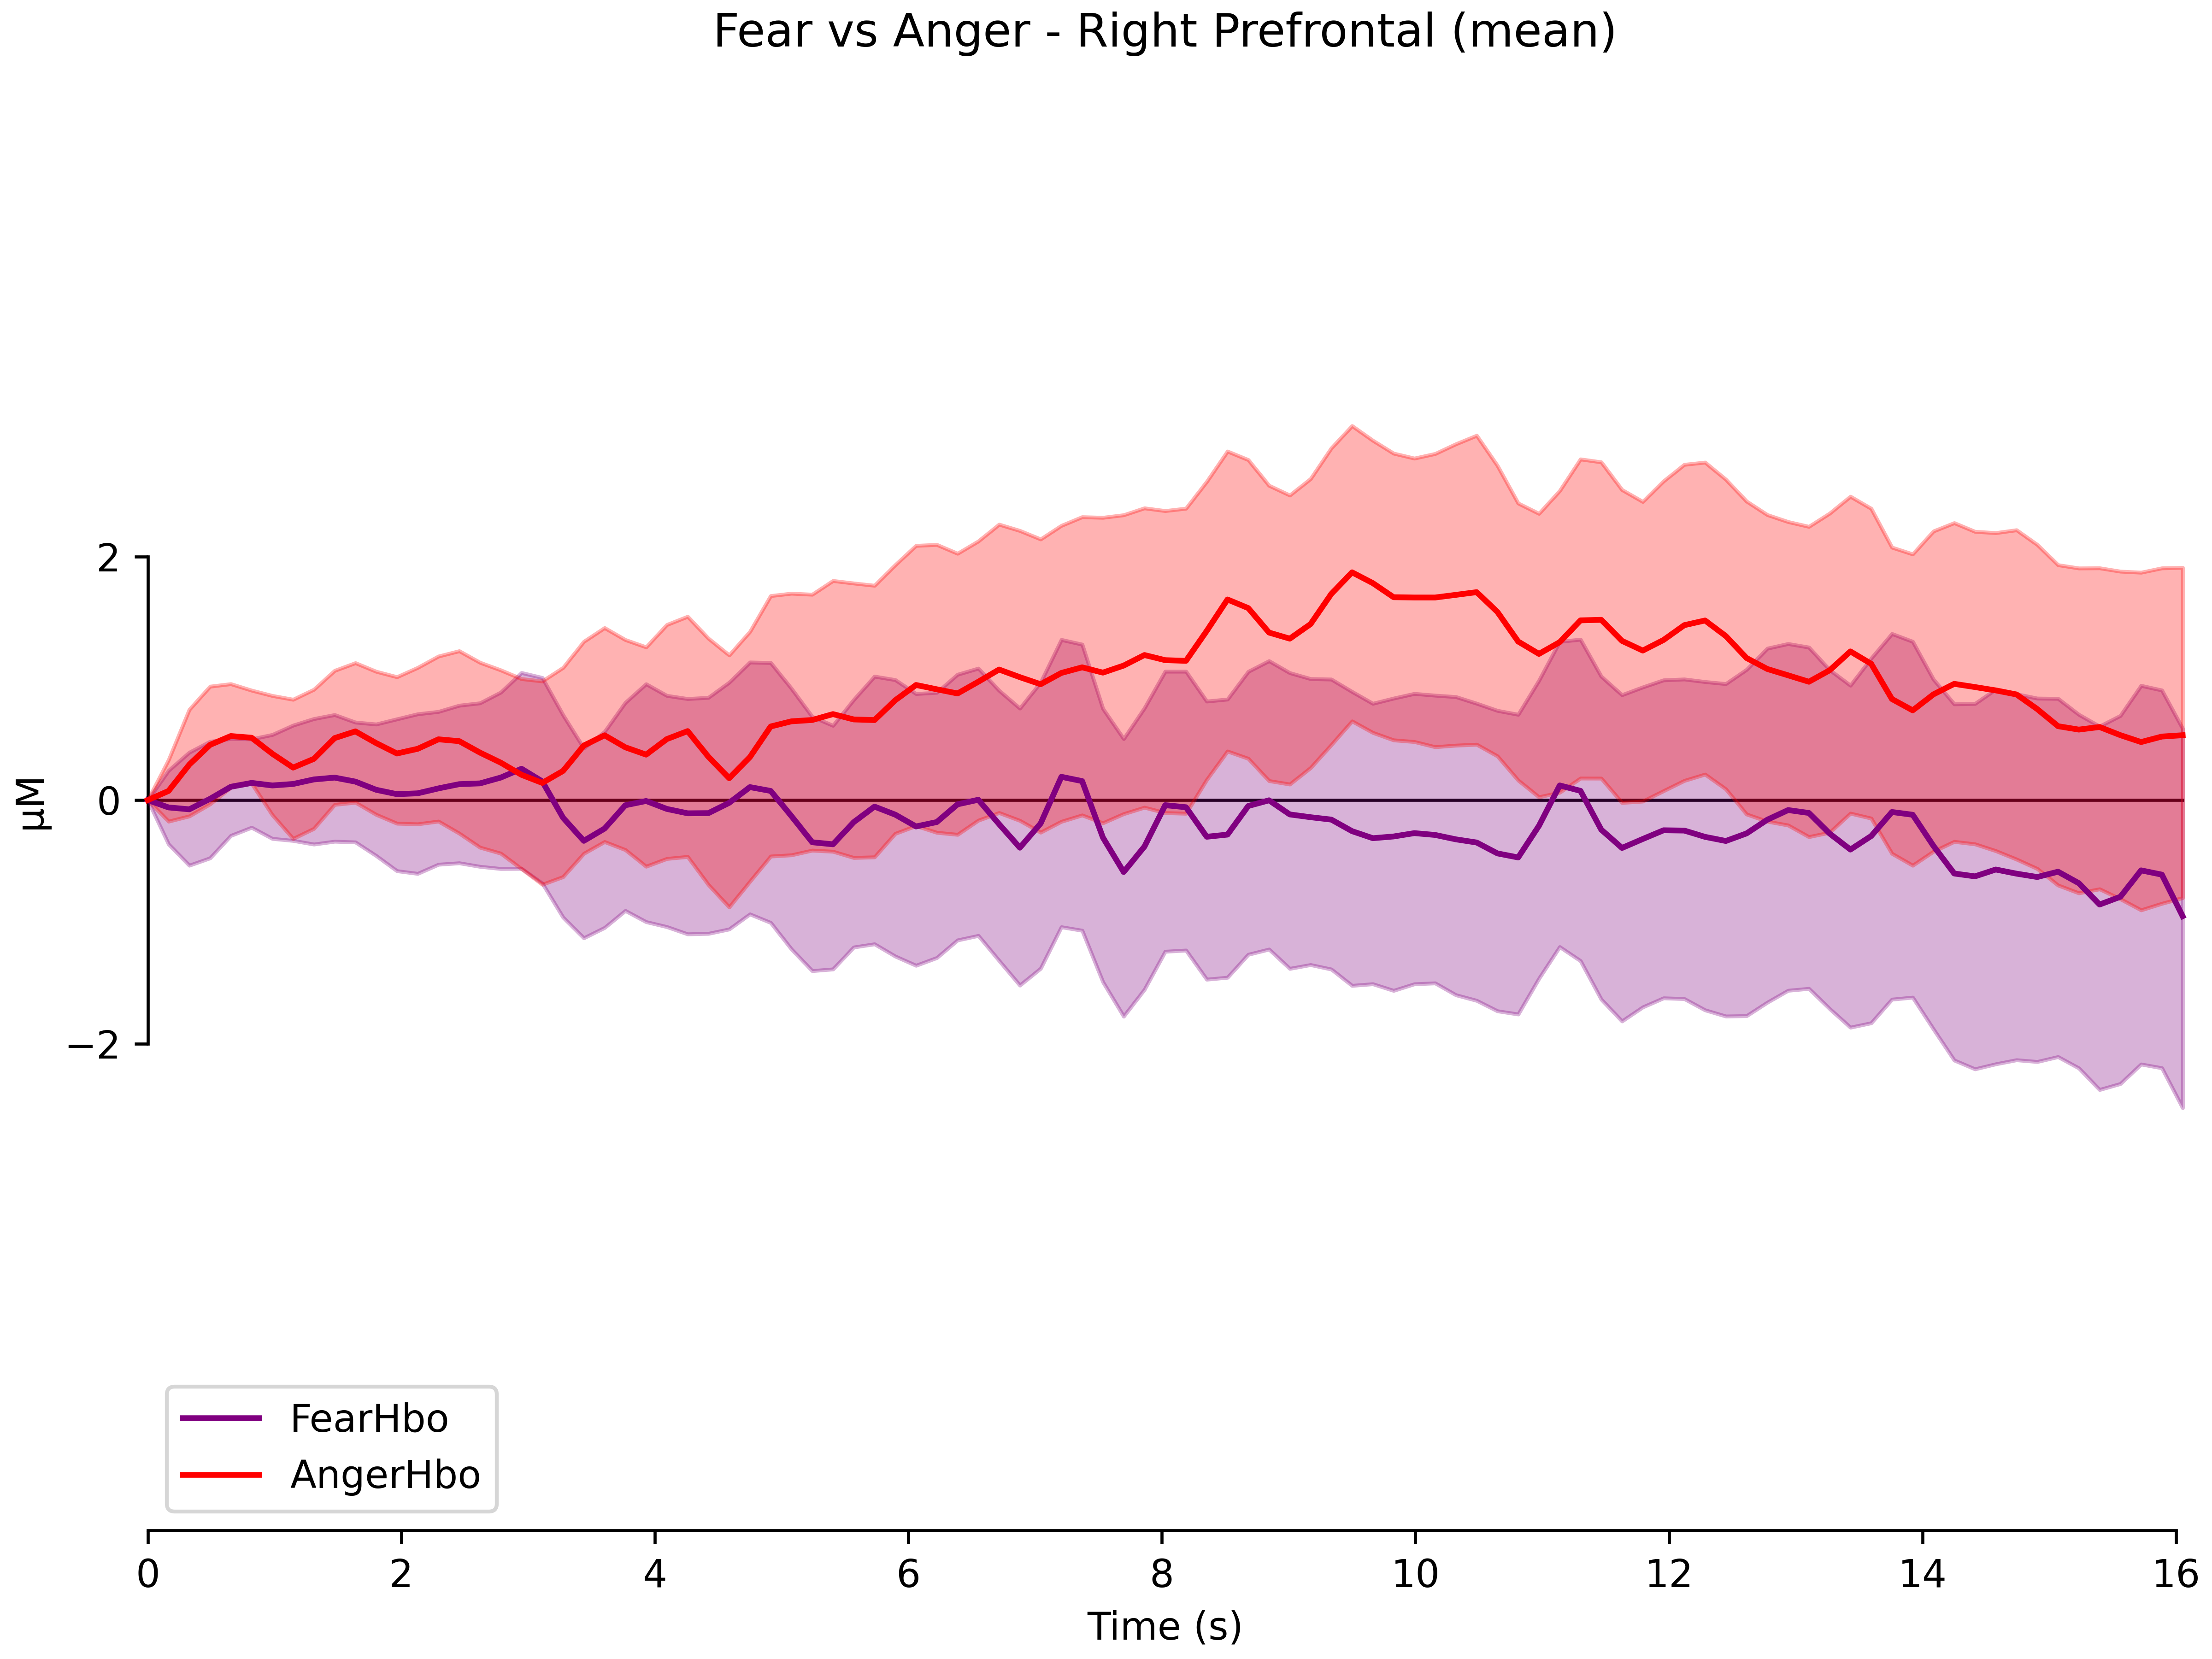 Fear vs Anger - Right Prefrontal (mean)
µM
2
0
−2
FearHbo
AngerHbo
0 2 4 6 8 10 12 14 16
Time (s)